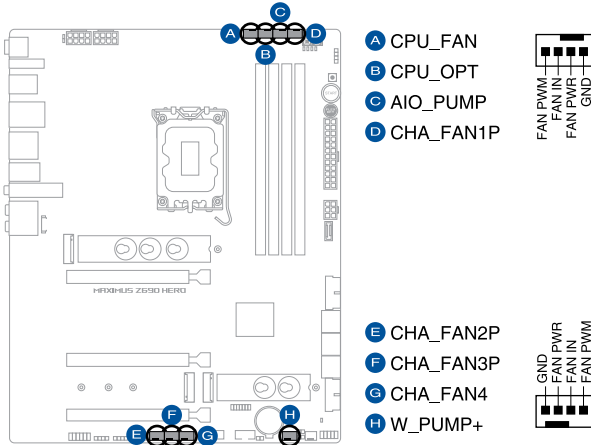 C
A
D
B
A CPU_FAN
B CPU_OPT
C AIO_PUMP
D CHA_FAN1P
FAN PWM
FAN IN
FAN PWR
GND
MAXIMUS Z690 HERO
E CHA_FAN2P
F CHA_FAN3P
G CHA_FAN4
H W_PUMP+
GND
FAN PWR
FAN IN
FAN PWM
F
H
E
G